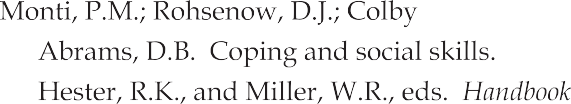 Monti, P.M.; Rohsenow, D.J.; Colby
Abrams, D.B.  Coping and social skills.
Hester, R.K., and Miller, W.R., eds.  Handbook